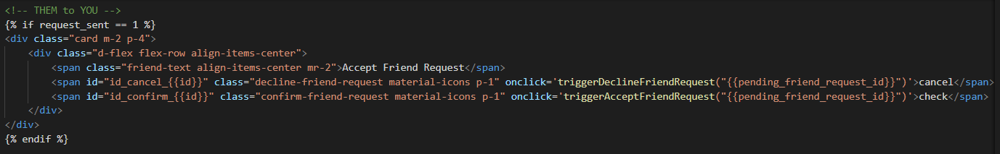 <!-- THEM to YOU -->
{% if request_sent == 1 %}
<div class="card m-2 p-4">
    <div class="d-flex flex-row align-items-center">
        <span class="friend-text align-items-center mr-2">Accept Friend Request</span>
        <span id="id_cancel_{{id}}" class="decline-friend-request material-icons p-1" onclick='triggerDeclineFriendRequest("{{pending_friend_request_id}}")'>cancel</span>
        <span id="id_confirm_{{id}}" class="confirm-friend-request material-icons p-1" onclick='triggerAcceptFriendRequest("{{pending_friend_request_id}}")'>check</span>
    </div>
</div>
{% endif %}